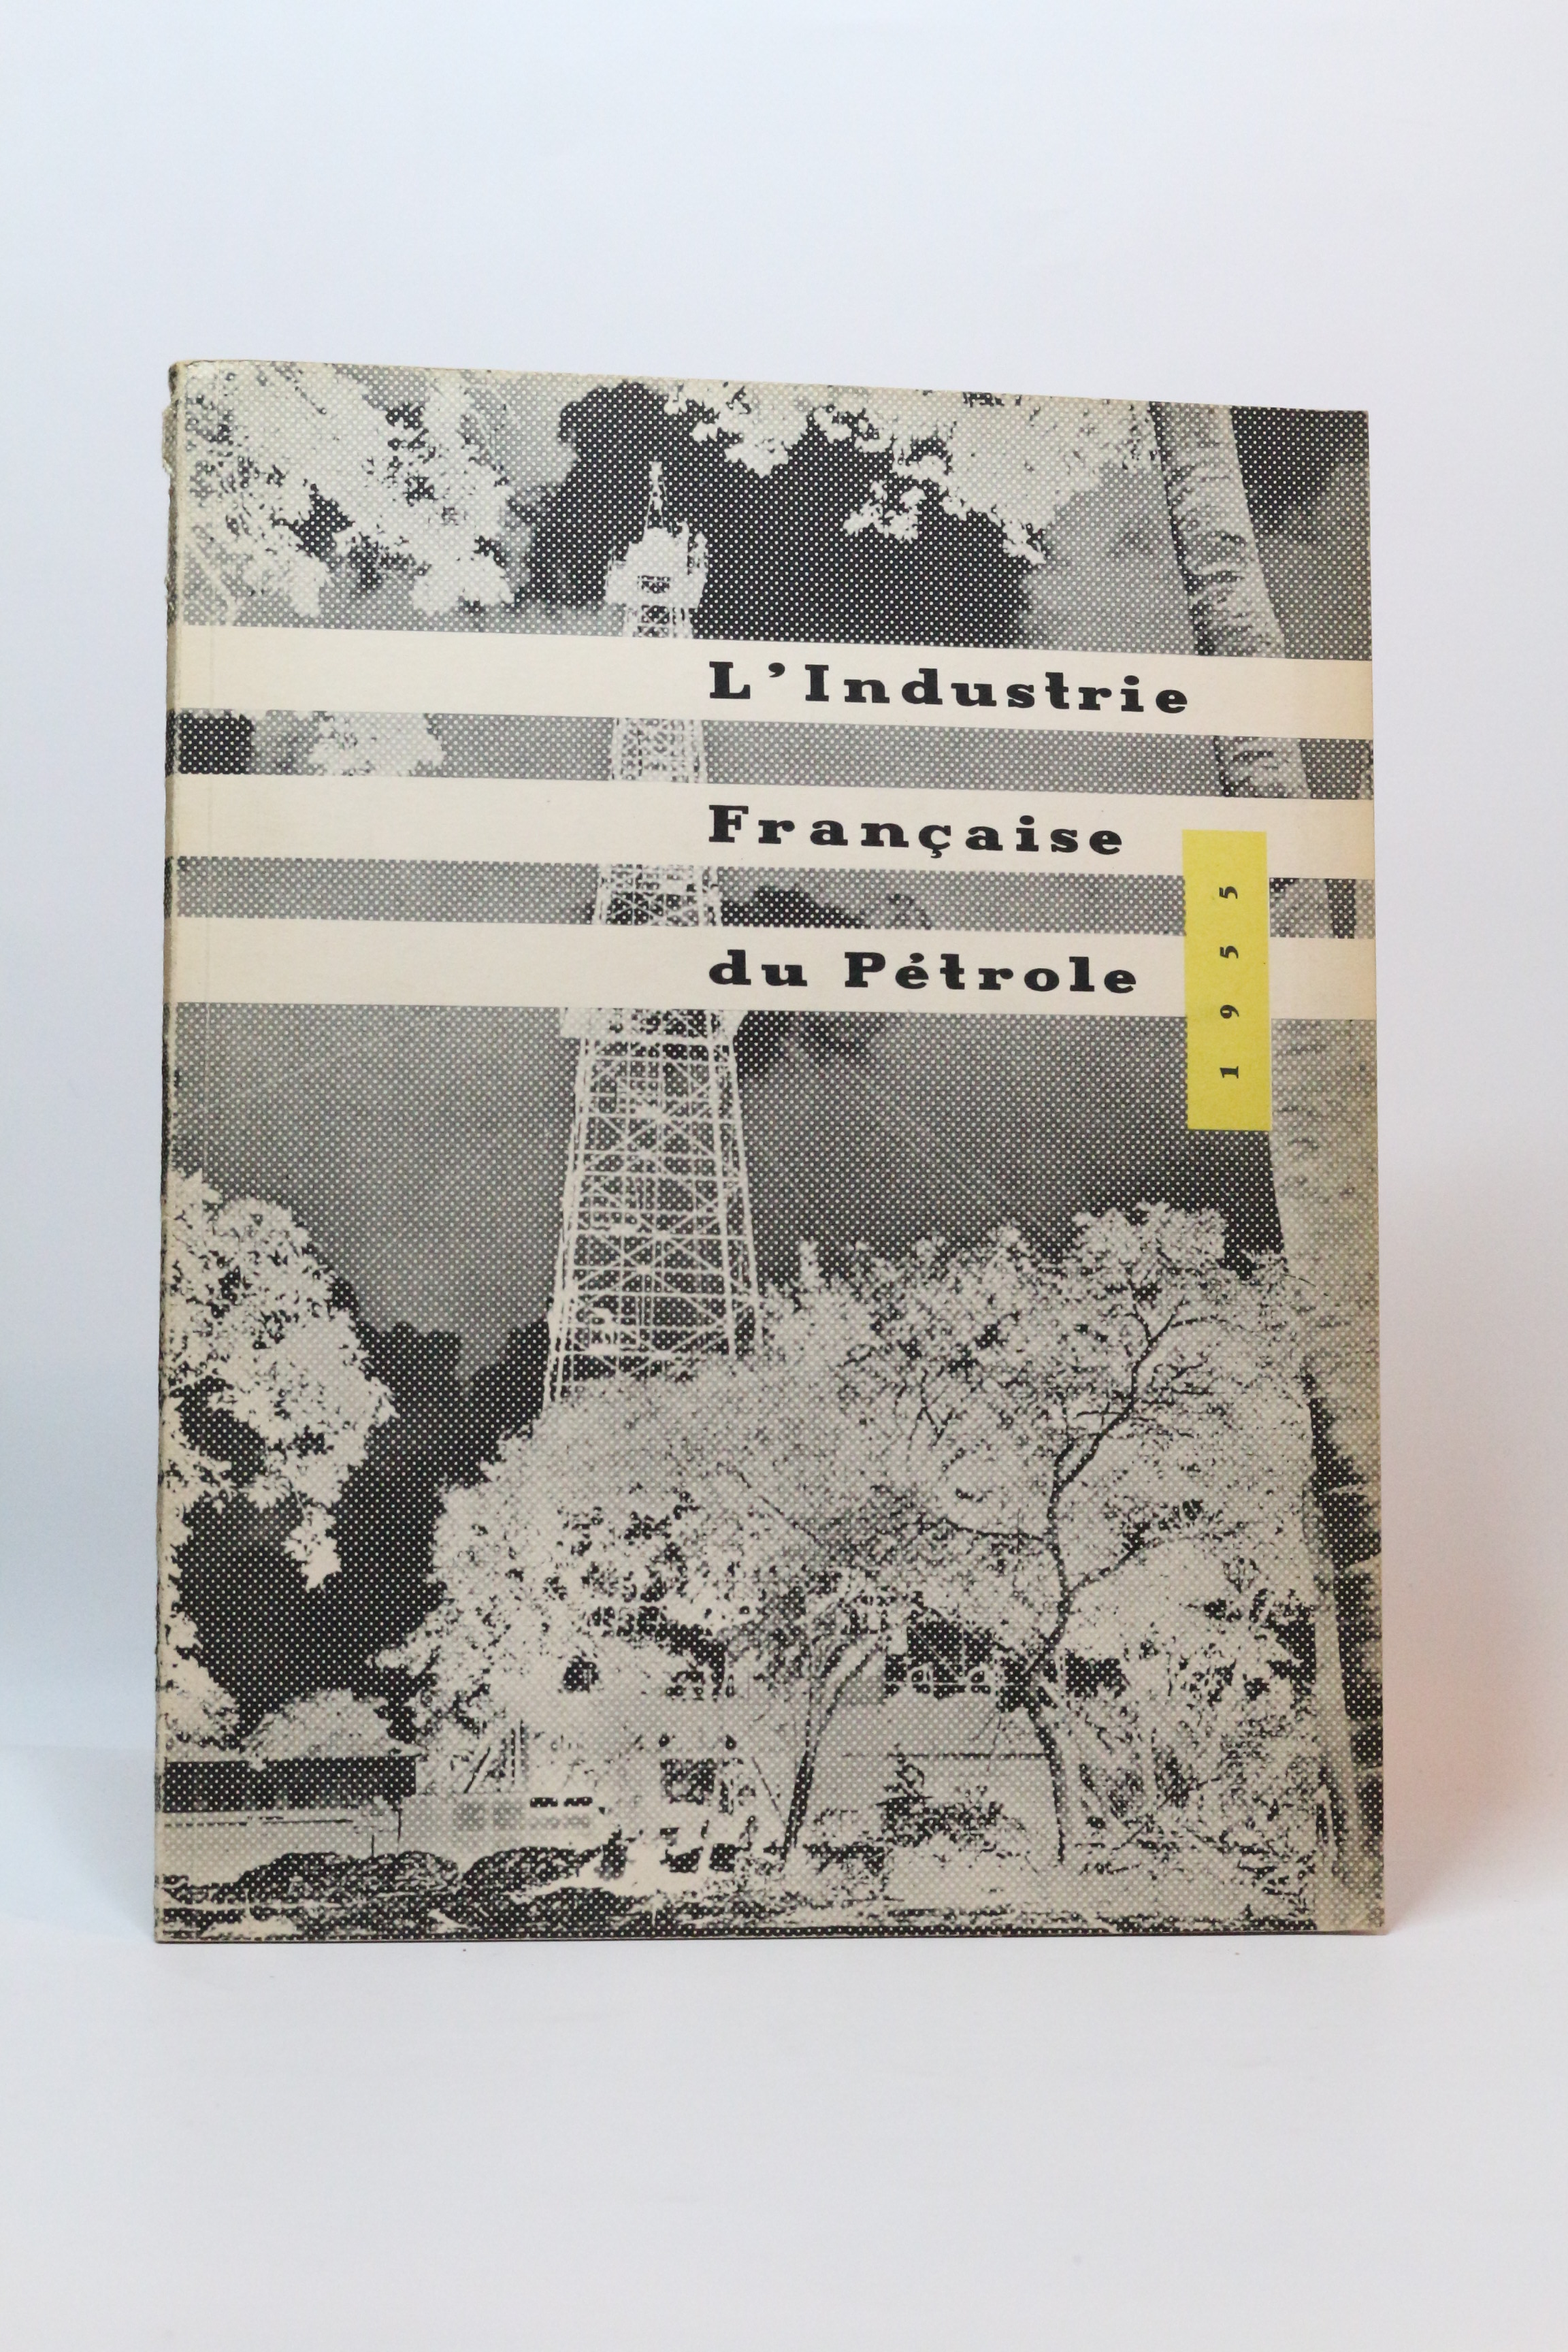 L'Industrie
Française
du Pétrole
1955